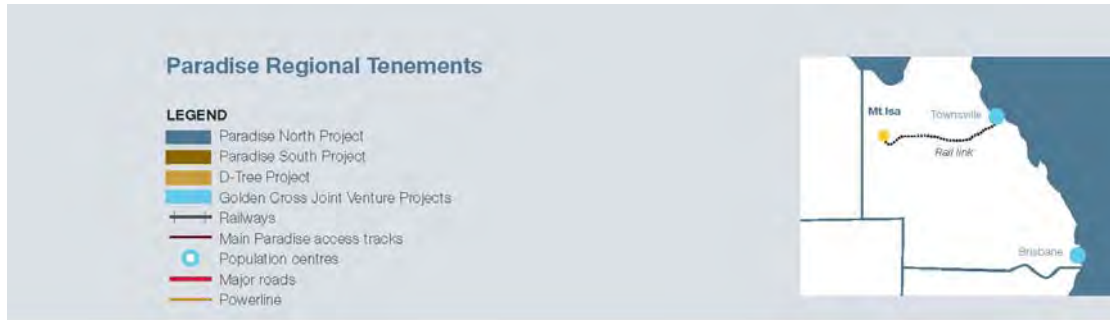 Paradise Regional Tenements
LEGEND
Paradise North Project
Paradise South Project
D-Tree Project
Golden Cross Joint Venture Projects
Railways
Main Paradise access tracks
Population centres
Major roads
Powerline
Mt Isa
Townsville
Rail link
Brisbane